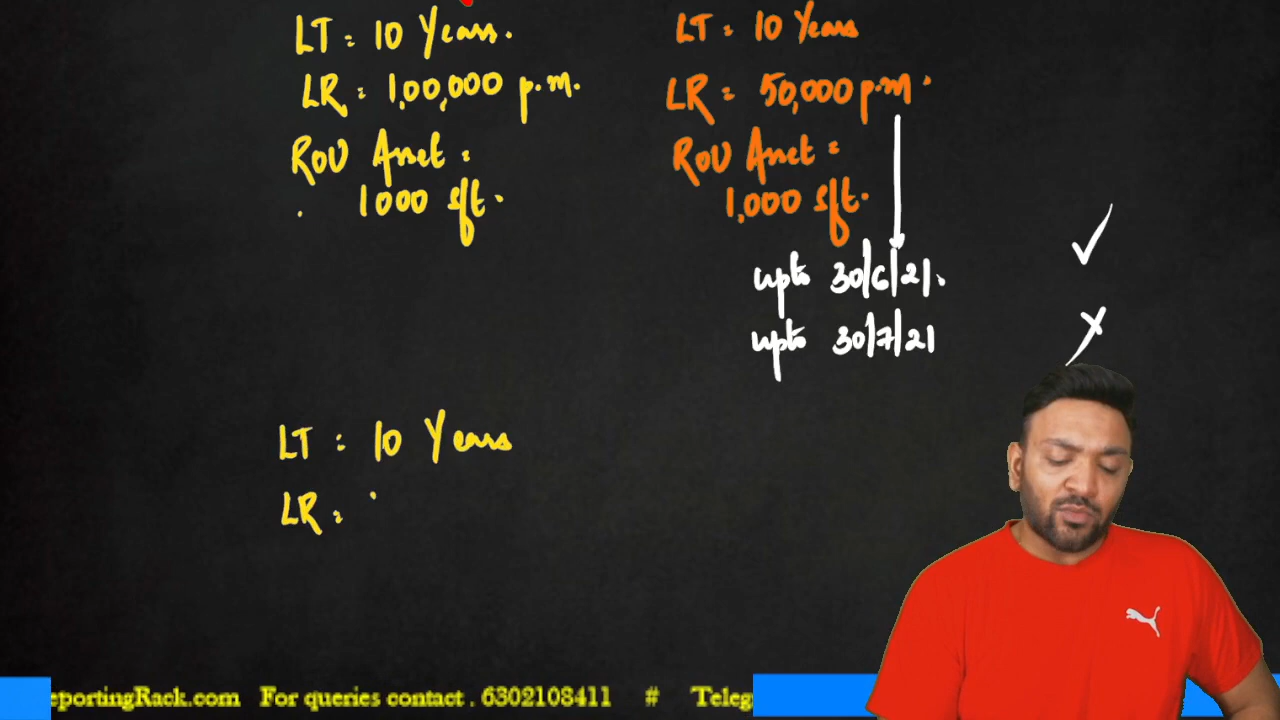 LT = 10 Years.
LR = 1,00,000 p.m.
ROU Asset =
1000 sft.
LT = 10 Years
LR = 50,000 p.m.
ROU Asset =
1,000 sft.
upto 30/6/21.
upto 30/7/21
LT = 10 Years
LR =
eportingRack.com For queries contact . 6302108411 # Teleg